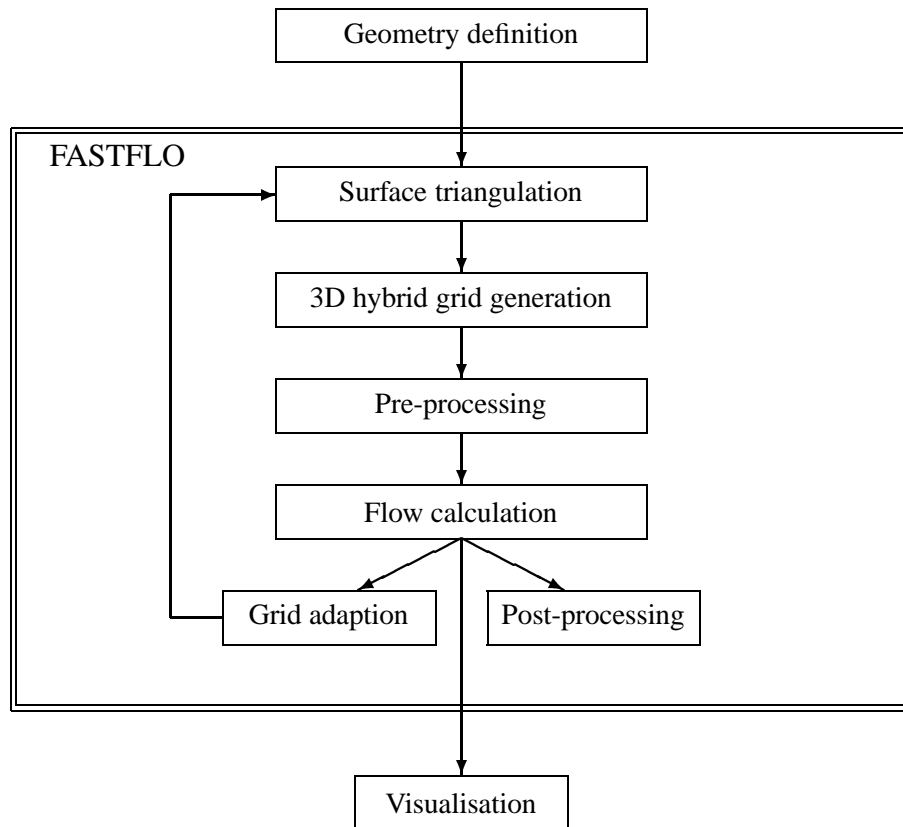 Geometry definition
FASTFLO
Surface triangulation
3D hybrid grid generation
Pre-processing
Flow calculation
Grid adaption
Post-processing
Visualisation